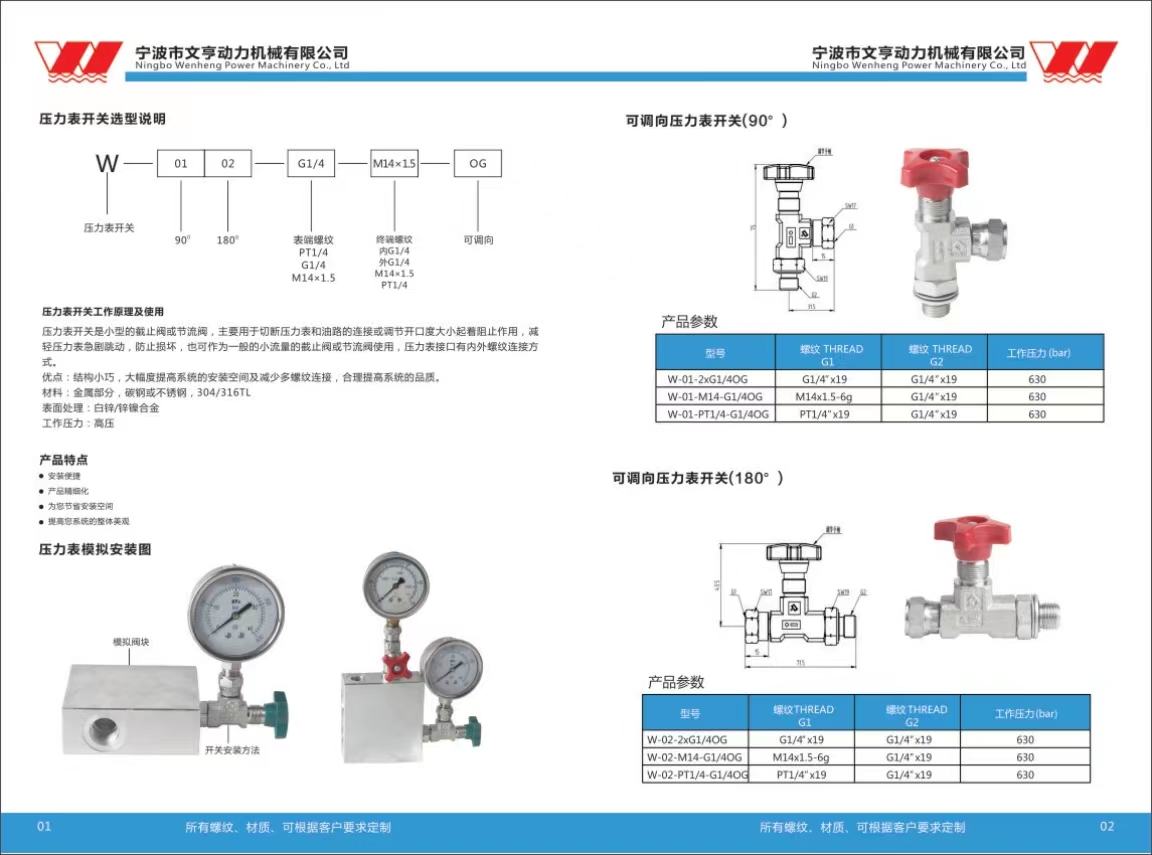 宁波市文亨动力机械有限公司
Ningbo Wenheng Power Machinery Co., Ltd
压力表开关选型说明
W 01 02 G1/4 M14×1.5 OG
压力表开关
90° 180° 表端螺纹 终端螺纹 可调向
PT1/4 内G1/4
G1/4 外G1/4
M14×1.5 M14×1.5
PT1/4
压力表开关工作原理及使用
压力表开关是小型的截止阀或节流阀，主要用于切断压力表和油路的连接或调节开口度大小起着阻止作用，减
轻压力表急剧跳动，防止损坏，也可作为一般的小流量的截止阀或节流阀使用，压力表接口有内外螺纹连接方
式。
优点：结构小巧，大幅度提高系统的安装空间及减少多螺纹连接，合理提高系统的品质。
材料：金属部分，碳钢或不锈钢，304/316TL
表面处理：白锌/锌镍合金
工作压力：高压
产品特点
● 安装便捷
● 产品精细化
● 为您节省安装空间
● 提高您系统的整体美观
压力表模拟安装图
模拟阀块
开关安装方法
01 所有螺纹、材质、可根据客户要求定制
宁波市文亨动力机械有限公司
Ningbo Wenheng Power Machinery Co., Ltd
可调向压力表开关(90°)
SW17
G1
15
SW19
G2
产品参数
型号 螺纹 THREAD G1 螺纹 THREAD G2 工作压力 (bar)
W-01-2xG1/4OG G1/4"x19 G1/4"x19 630
W-01-M14-G1/4OG M14x1.5-6g G1/4"x19 630
W-01-PT1/4-G1/4OG PT1/4"x19 G1/4"x19 630
可调向压力表开关(180°)
G1 SW17 SW19 G2
15
产品参数
型号 螺纹THREAD G1 螺纹THREAD G2 工作压力(bar)
W-02-2xG1/4OG G1/4"x19 G1/4"x19 630
W-02-M14-G1/4OG M14x1.5-6g G1/4"x19 630
W-02-PT1/4-G1/4OG PT1/4"x19 G1/4"x19 630
所有螺纹、材质、可根据客户要求定制 02